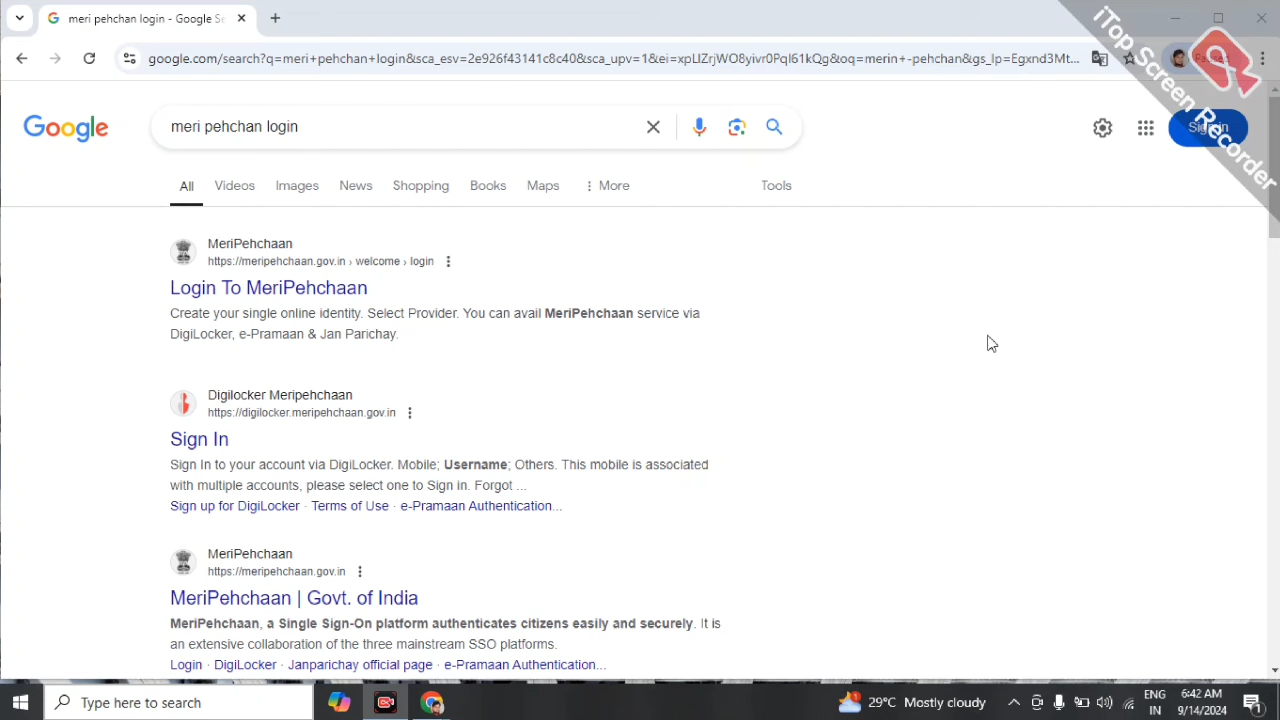 meri pehchan login - Google Se
google.com/search?q=meri+pehchan+login&sca_esv=2e926f43141c8c40&sca_upv=1&ei=xpLlZrjWO8yivr0Pql61kQg&oq=merin+-pehchan&gs_lp=Egxnd3Mt...
iTop Screen Recorder
Google
meri pehchan login
Sign in
All
Videos
Images
News
Shopping
Books
Maps
More
Tools
MeriPehchaan
https://meripehchaan.gov.in › welcome › login
Login To MeriPehchaan
Create your single online identity. Select Provider. You can avail MeriPehchaan service via
DigiLocker, e-Pramaan & Jan Parichay.
Digilocker Meripehchaan
https://digilocker.meripehchaan.gov.in
Sign In
Sign In to your account via DigiLocker. Mobile; Username; Others. This mobile is associated
with multiple accounts, please select one to Sign in. Forgot ...
Sign up for DigiLocker · Terms of Use · e-Pramaan Authentication...
MeriPehchaan
https://meripehchaan.gov.in
MeriPehchaan | Govt. of India
MeriPehchaan, a Single Sign-On platform authenticates citizens easily and securely. It is
an extensive collaboration of the three mainstream SSO platforms.
Login · DigiLocker · Janparichay official page · e-Pramaan Authentication...
Type here to search
1
29°C Mostly cloudy
ENG
IN
6:42 AM
9/14/2024
1